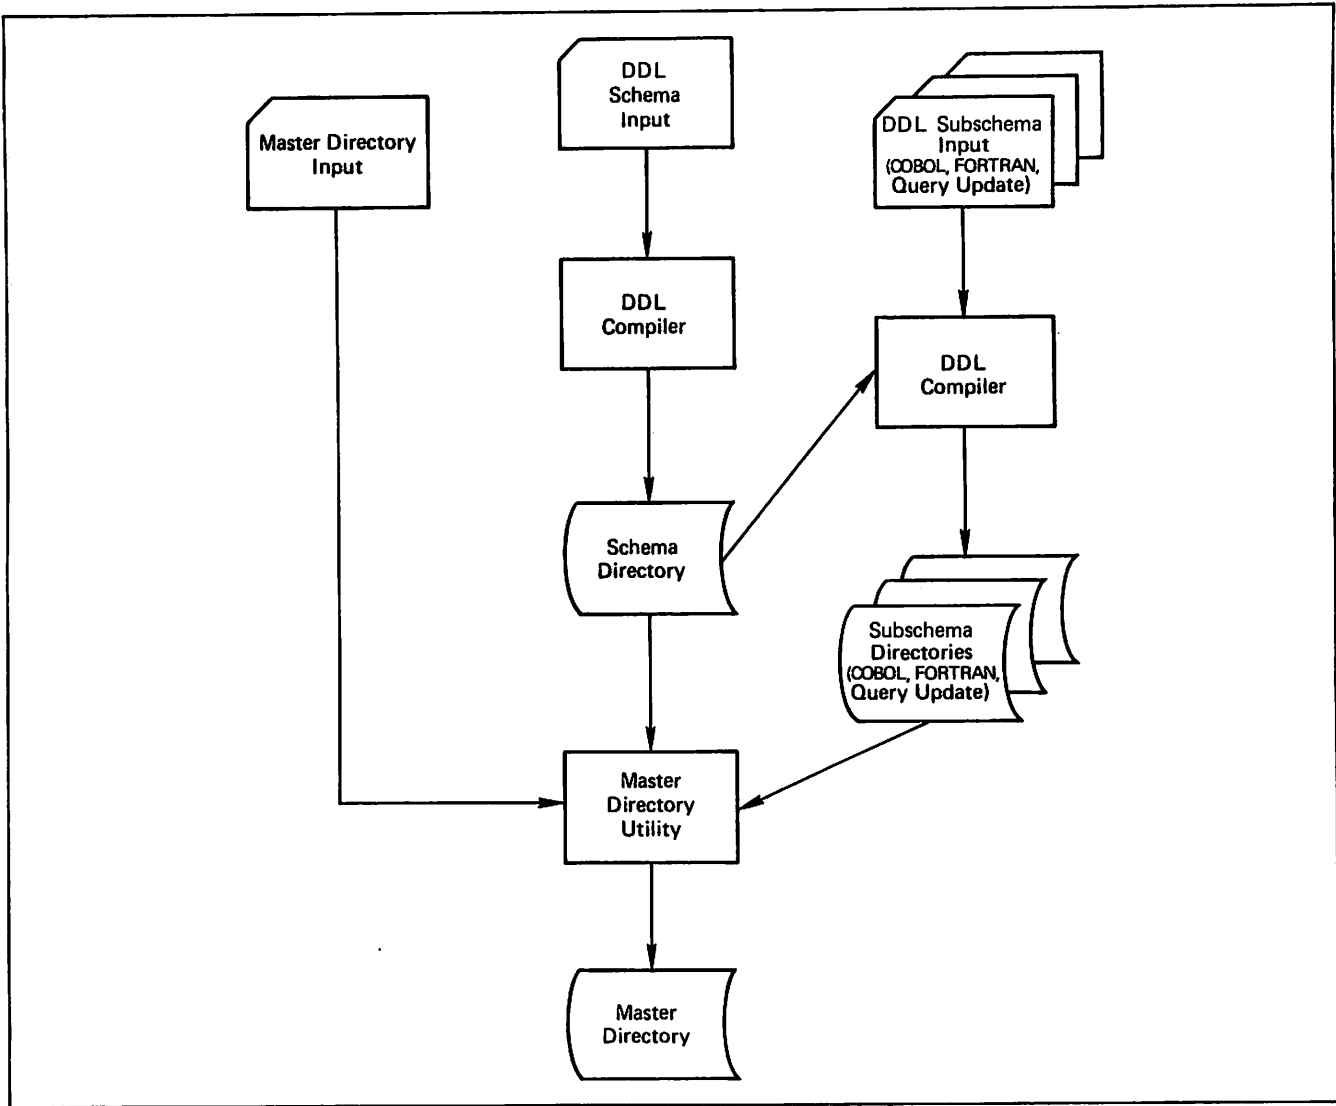 DDL
Schema
Input
Master Directory
Input
DDL Subschema
Input
(COBOL, FORTRAN,
Query Update)
DDL
Compiler
DDL
Compiler
Schema
Directory
Subschema
Directories
(COBOL, FORTRAN,
Query Update)
Master
Directory
Utility
Master
Directory